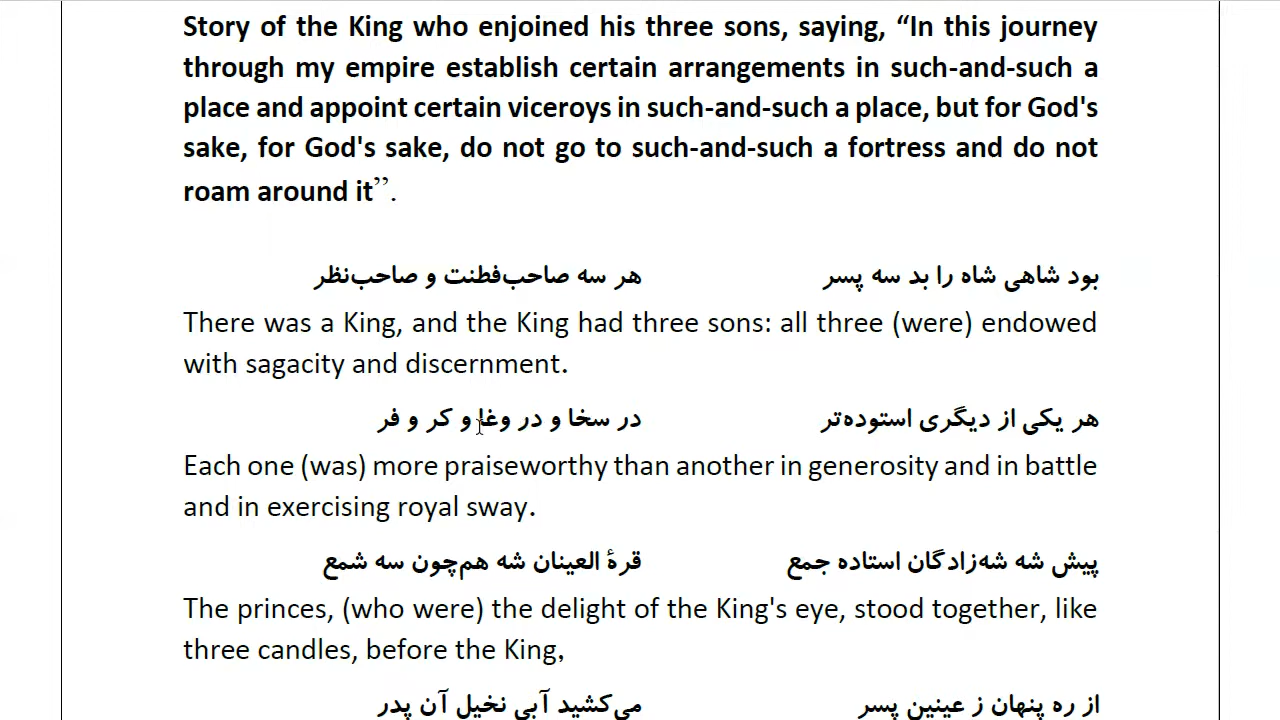 Story of the King who enjoined his three sons, saying, “In this journey
through my empire establish certain arrangements in such-and-such a
place and appoint certain viceroys in such-and-such a place, but for God's
sake, for God's sake, do not go to such-and-such a fortress and do not
roam around it”.
بود شاهی شاه را بد سه پسر هر سه صاحب‌فطنت و صاحب‌نظر
There was a King, and the King had three sons: all three (were) endowed
with sagacity and discernment.
هر یکی از دیگری استوده‌تر در سخا و در وغا و کر و فر
Each one (was) more praiseworthy than another in generosity and in battle
and in exercising royal sway.
پیش شه شه‌زادگان استاده جمع قرهٔ العینان شه هم‌چون سه شمع
The princes, (who were) the delight of the King's eye, stood together, like
three candles, before the King,
از ره پنهان ز عینین پسر می‌کشید آبی نخیل آن پدر